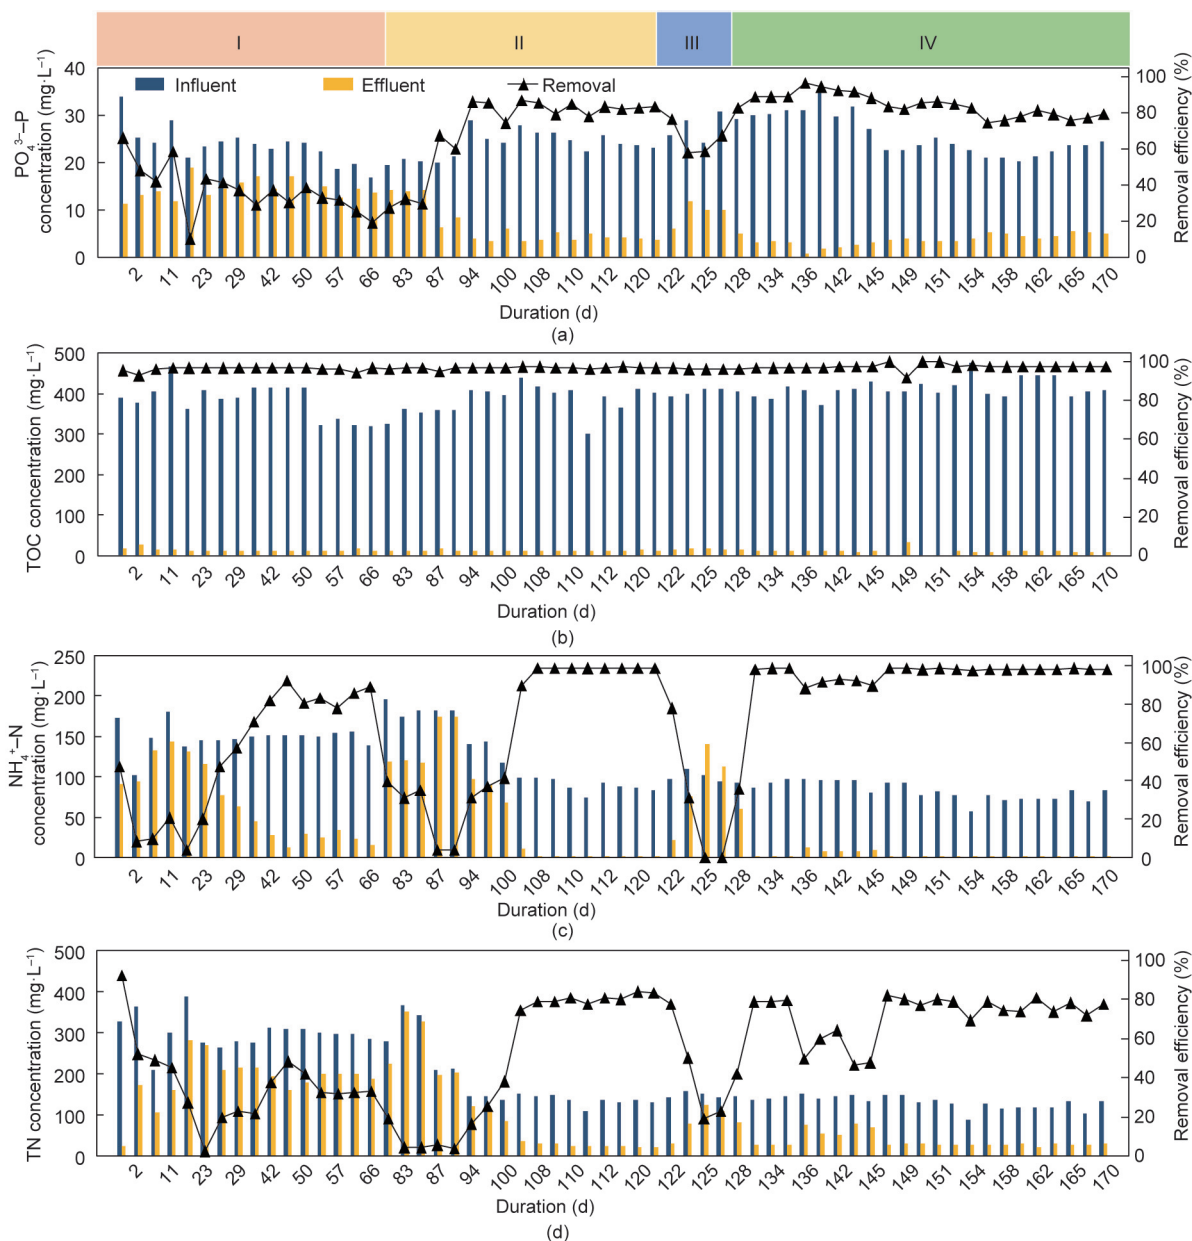 I II III IV
Influent Effluent Removal
PO₄³⁻–P concentration (mg·L⁻¹)
40 30 20 10 0
Removal efficiency (%)
100 80 60 40 20 0
2 11 23 29 42 50 57 66 83 87 94 100 108 110 112 120 122 125 128 134 136 142 145 149 151 154 158 162 165 170
Duration (d)
(a)
TOC concentration (mg·L⁻¹)
500 400 300 200 100 0
Removal efficiency (%)
100 80 60 40 20 0
2 11 23 29 42 50 57 66 83 87 94 100 108 110 112 120 122 125 128 134 136 142 145 149 151 154 158 162 165 170
Duration (d)
(b)
NH₄⁺–N concentration (mg·L⁻¹)
250 200 150 100 50 0
Removal efficiency (%)
100 80 60 40 20 0
2 11 23 29 42 50 57 66 83 87 94 100 108 110 112 120 122 125 128 134 136 142 145 149 151 154 158 162 165 170
Duration (d)
(c)
TN concentration (mg·L⁻¹)
500 400 300 200 100 0
Removal efficiency (%)
100 80 60 40 20 0
2 11 23 29 42 50 57 66 83 87 94 100 108 110 112 120 122 125 128 134 136 142 145 149 151 154 158 162 165 170
Duration (d)
(d)